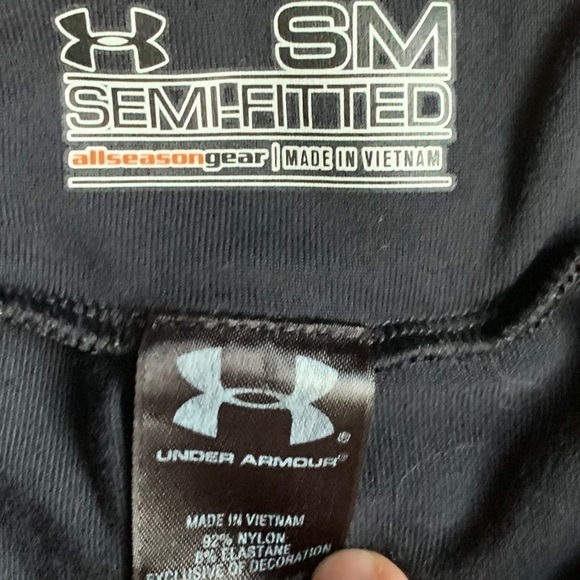 SM
SEMI-FITTED
allseasongear | MADE IN VIETNAM
UNDER ARMOUR®
MADE IN VIETNAM
92% NYLON
8% ELASTANE
EXCLUSIVE OF DECORATION